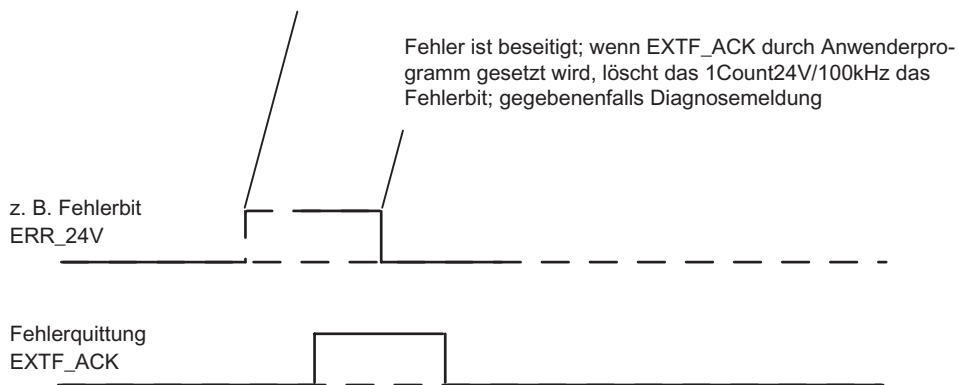 Fehler ist beseitigt; wenn EXTF_ACK durch Anwenderpro-
gramm gesetzt wird, löscht das 1Count24V/100kHz das
Fehlerbit; gegebenenfalls Diagnosemeldung
z. B. Fehlerbit
ERR_24V
Fehlerquittung
EXTF_ACK